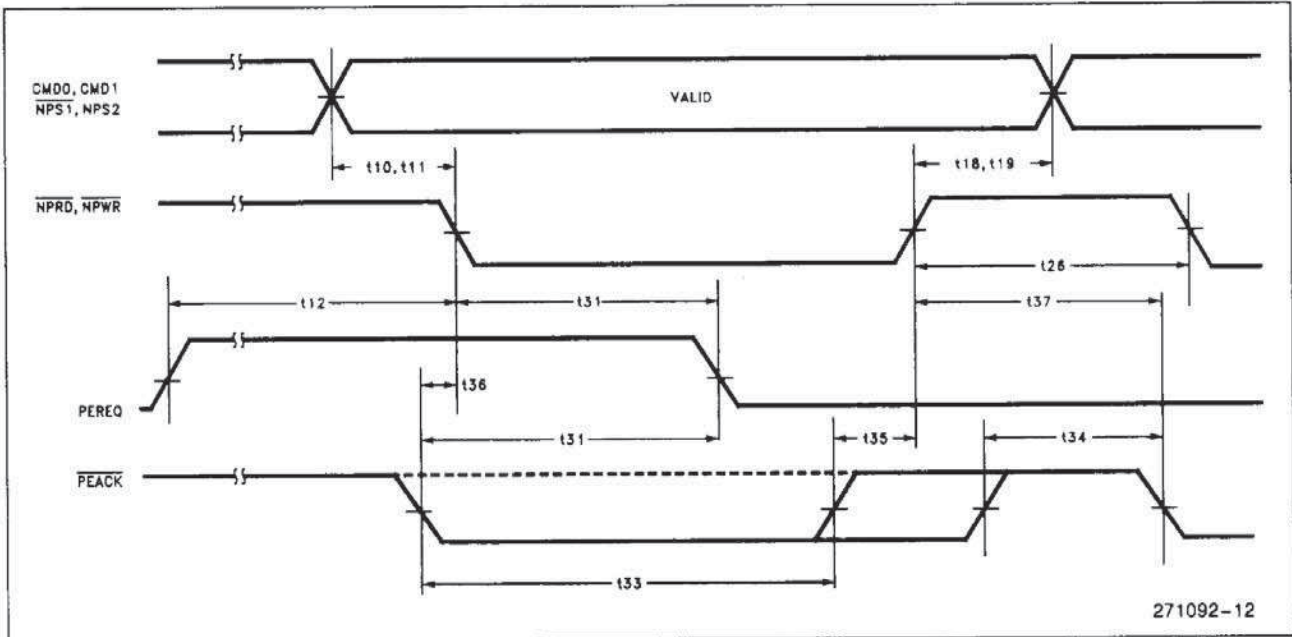 CMD0, CMD1
NPS1, NPS2
VALID
t10, t11
t18, t19
NPRD, NPWR
t26
t12
t31
t37
t36
PEREQ
t31
t35
t34
PEACK
t33
271092-12